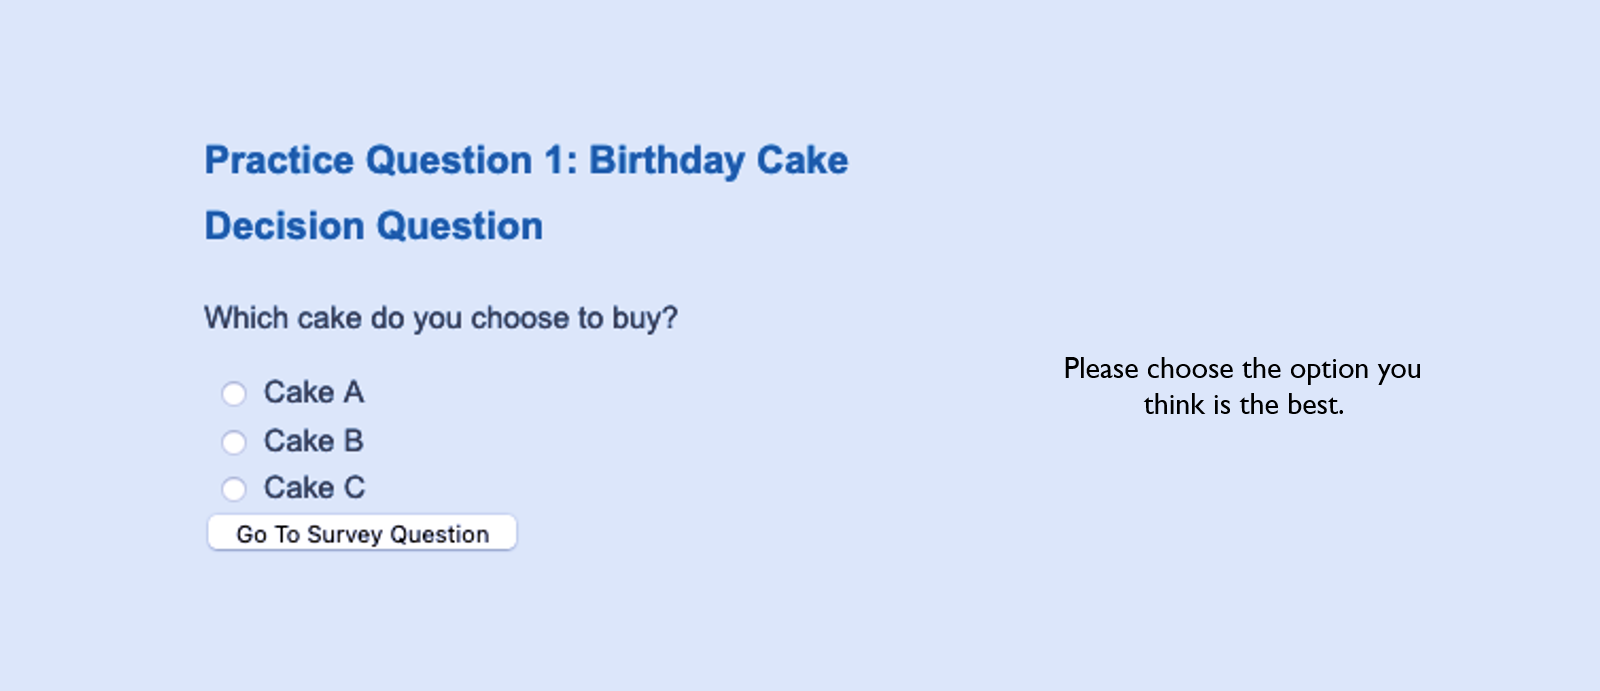 Practice Question 1: Birthday Cake
Decision Question
Which cake do you choose to buy?
Cake A
Cake B
Cake C
Go To Survey Question
Please choose the option you
think is the best.